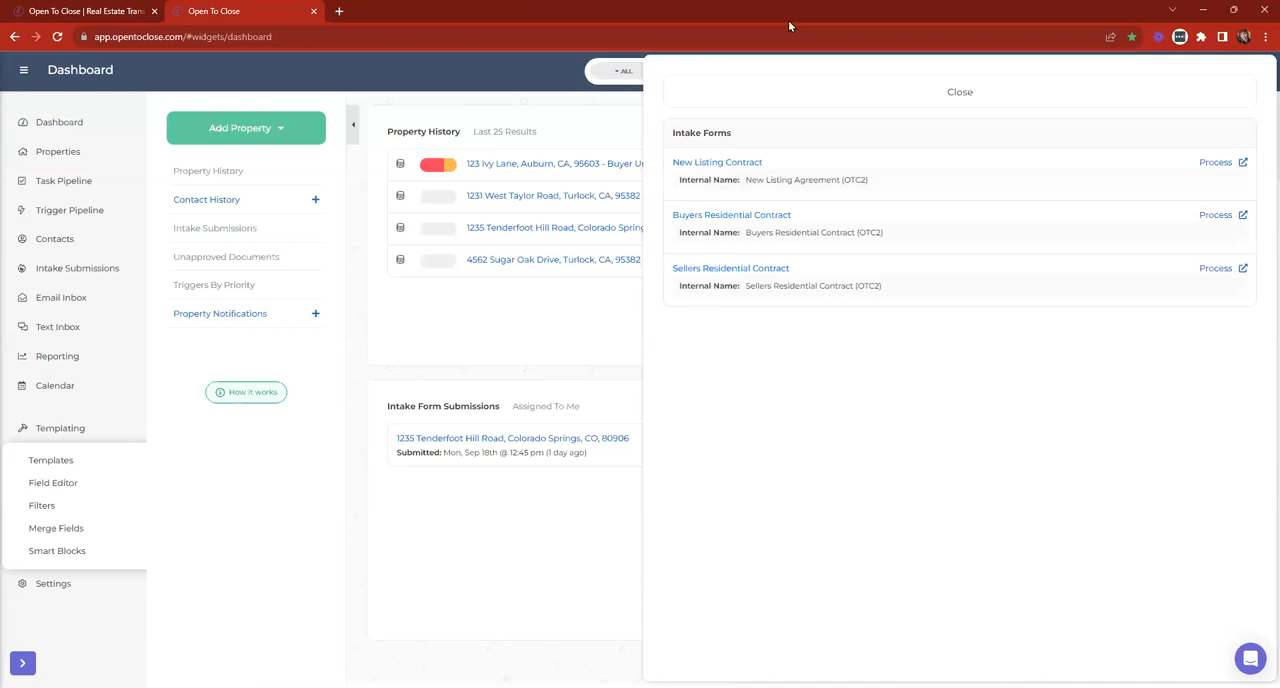 Open To Close | Real Estate Tran
Open To Close
app.opentoclose.com/#widgets/dashboard
Dashboard
ALL
Dashboard
Properties
Task Pipeline
Trigger Pipeline
Contacts
Intake Submissions
Email Inbox
Text Inbox
Reporting
Calendar
Templating
Templates
Field Editor
Filters
Merge Fields
Smart Blocks
Settings
Add Property
Property History
Contact History
Intake Submissions
Unapproved Documents
Triggers By Priority
Property Notifications
How it works
Property History Last 25 Results
123 Ivy Lane, Auburn, CA, 95603 - Buyer Un
1231 West Taylor Road, Turlock, CA, 95382
1235 Tenderfoot Hill Road, Colorado Spring
4562 Sugar Oak Drive, Turlock, CA, 95382
Intake Form Submissions Assigned To Me
1235 Tenderfoot Hill Road, Colorado Springs, CO, 80906
Submitted: Mon, Sep 18th @ 12:45 pm (1 day ago)
Close
Intake Forms
New Listing Contract Process
Internal Name: New Listing Agreement (OTC2)
Buyers Residential Contract Process
Internal Name: Buyers Residential Contract (OTC2)
Sellers Residential Contract Process
Internal Name: Sellers Residential Contract (OTC2)